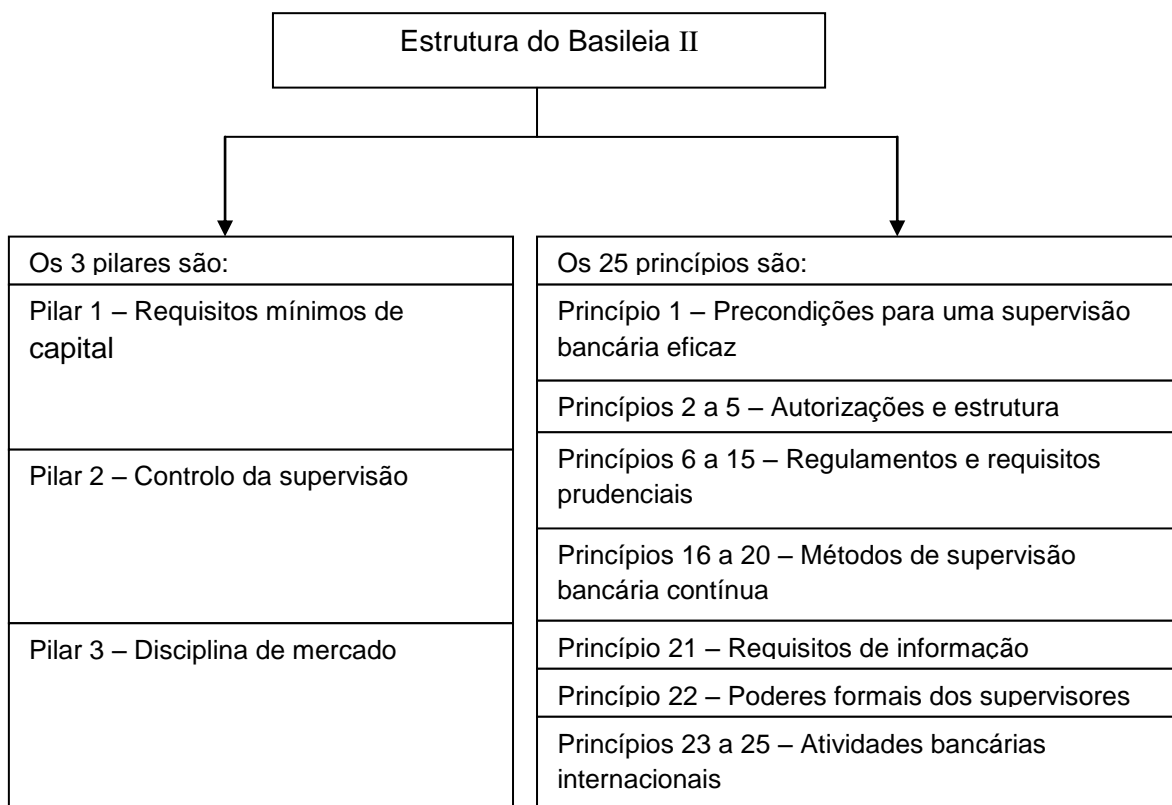 Estrutura do Basileia II
Os 3 pilares são:
Pilar 1 – Requisitos mínimos de
capital
Pilar 2 – Controlo da supervisão
Pilar 3 – Disciplina de mercado
Os 25 princípios são:
Princípio 1 – Precondições para uma supervisão
bancária eficaz
Princípios 2 a 5 – Autorizações e estrutura
Princípios 6 a 15 – Regulamentos e requisitos
prudenciais
Princípios 16 a 20 – Métodos de supervisão
bancária contínua
Princípio 21 – Requisitos de informação
Princípio 22 – Poderes formais dos supervisores
Princípios 23 a 25 – Atividades bancárias
internacionais